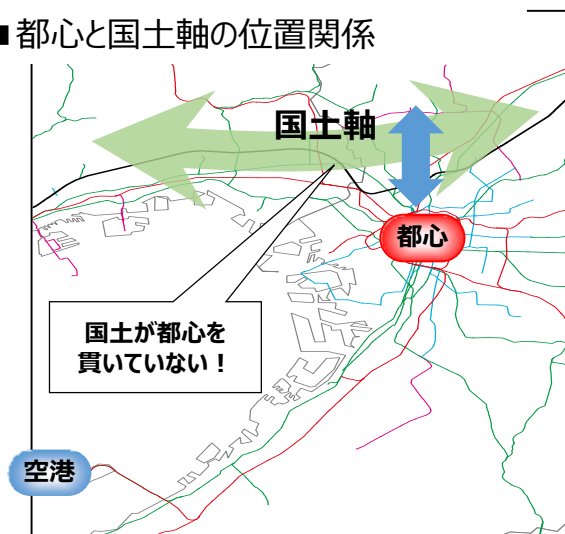 ■都心と国土軸の位置関係
国土軸
都心
国土が都心を
貫いていない！
空港